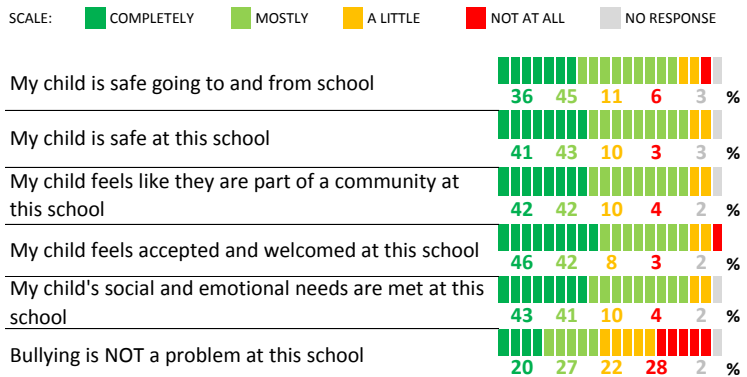 SCALE: COMPLETELY MOSTLY A LITTLE NOT AT ALL NO RESPONSE
My child is safe going to and from school
36 45 11 6 3 %
My child is safe at this school
41 43 10 3 3 %
My child feels like they are part of a community at
this school
42 42 10 4 2 %
My child feels accepted and welcomed at this school
46 42 8 3 2 %
My child's social and emotional needs are met at this
school
43 41 10 4 2 %
Bullying is NOT a problem at this school
20 27 22 28 2 %